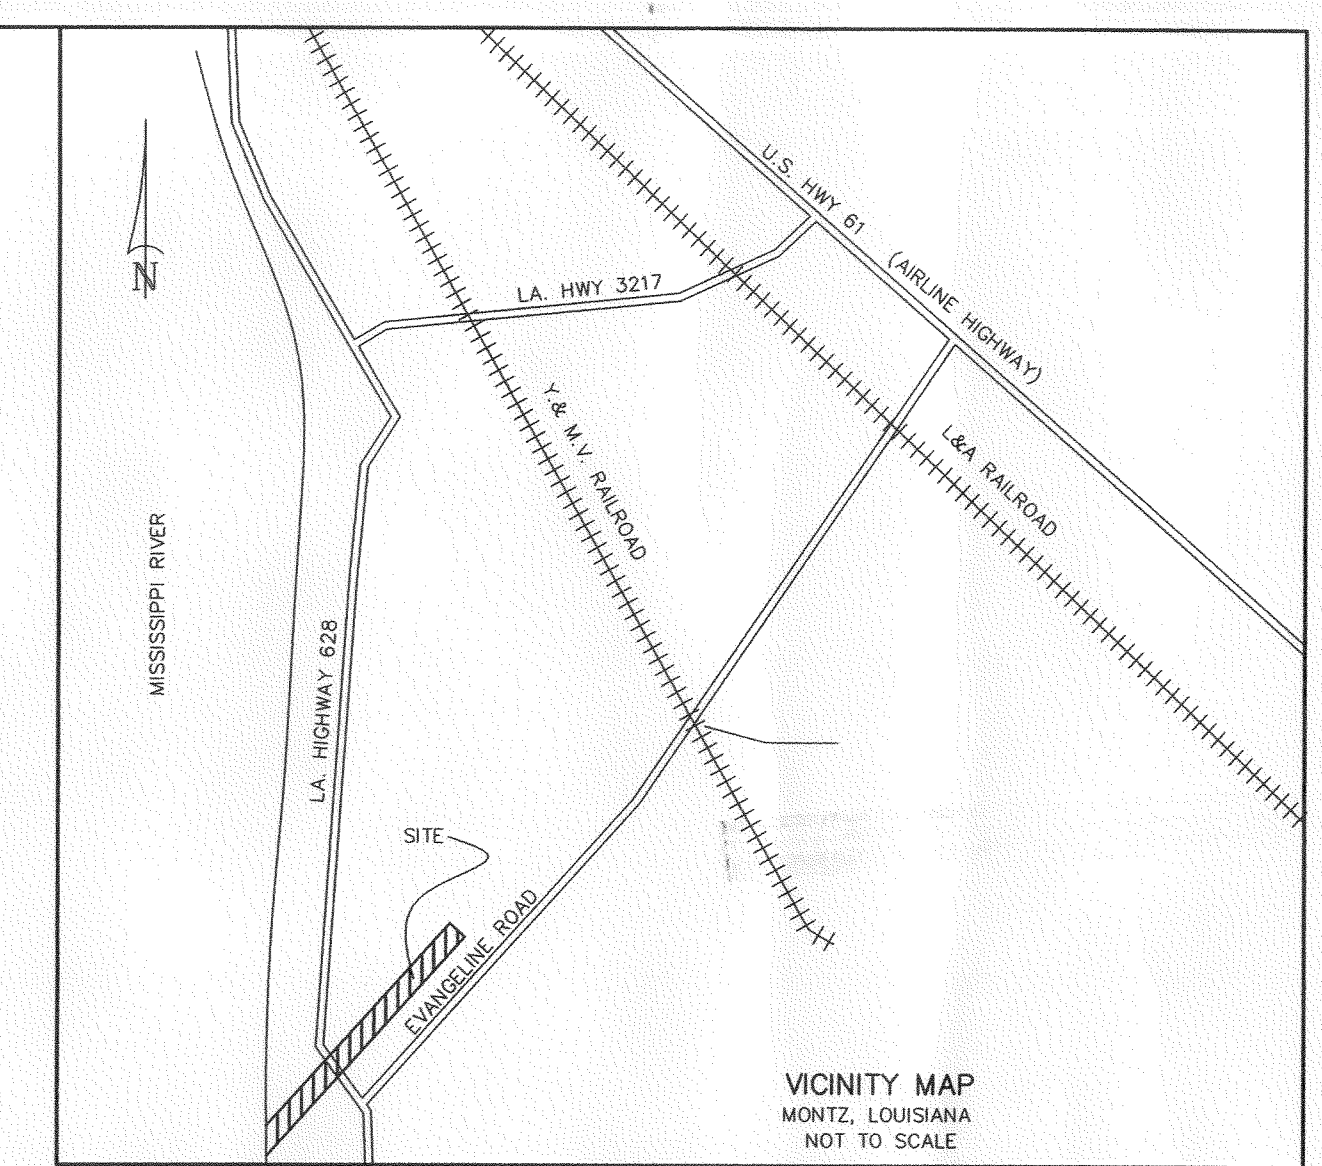 U.S. HWY 61 (AIRLINE HIGHWAY)
N
LA. HWY 3217
Y.& M.V. RAILROAD
L&A RAILROAD
MISSISSIPPI RIVER
LA. HIGHWAY 628
SITE
EVANGELINE ROAD
VICINITY MAP
MONTZ, LOUISIANA
NOT TO SCALE